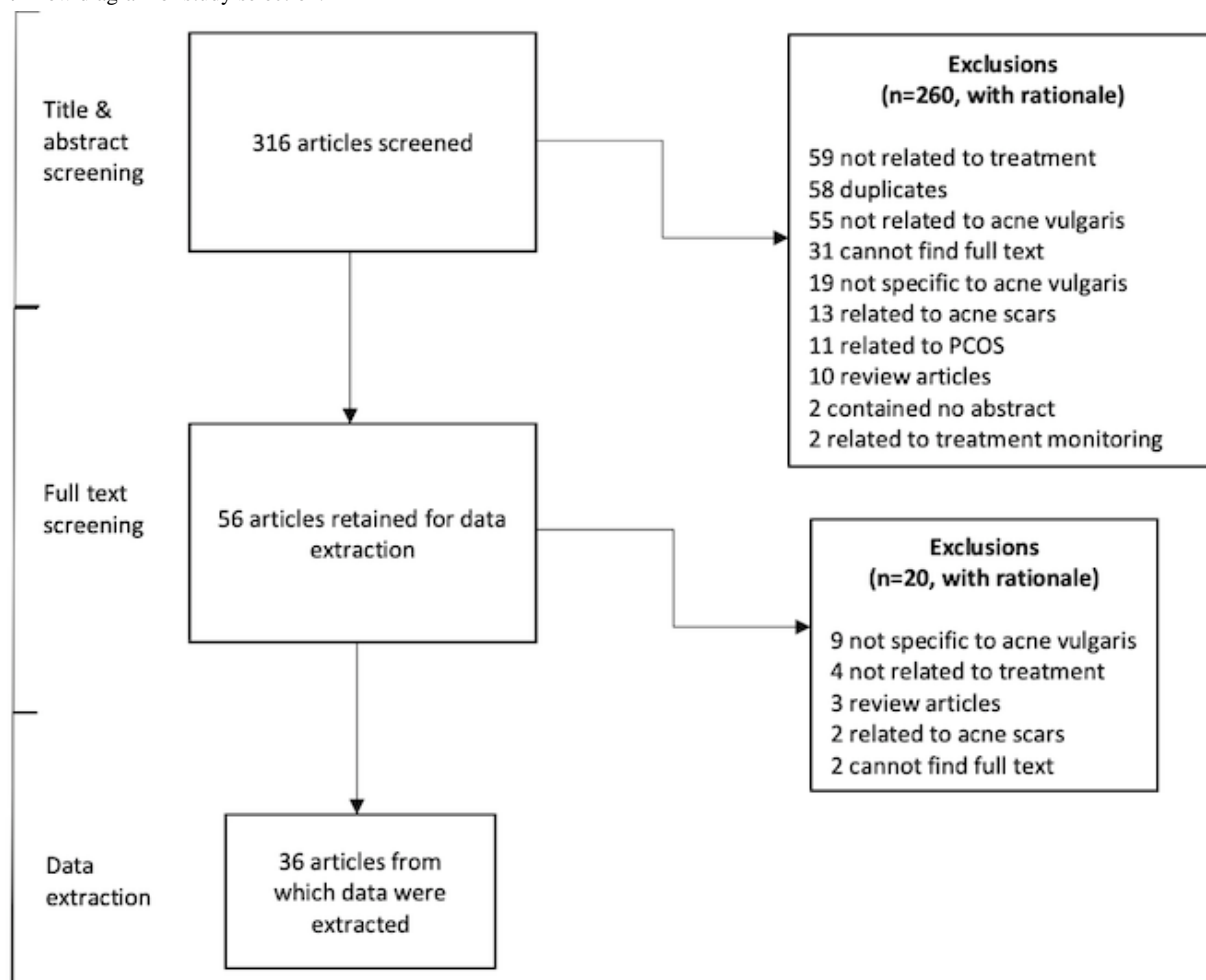 Title &
abstract
screening
316 articles screened
Exclusions
(n=260, with rationale)
59 not related to treatment
58 duplicates
55 not related to acne vulgaris
31 cannot find full text
19 not specific to acne vulgaris
13 related to acne scars
11 related to PCOS
10 review articles
2 contained no abstract
2 related to treatment monitoring
Full text
screening
56 articles retained for data
extraction
Exclusions
(n=20, with rationale)
9 not specific to acne vulgaris
4 not related to treatment
3 review articles
2 related to acne scars
2 cannot find full text
Data
extraction
36 articles from
which data were
extracted